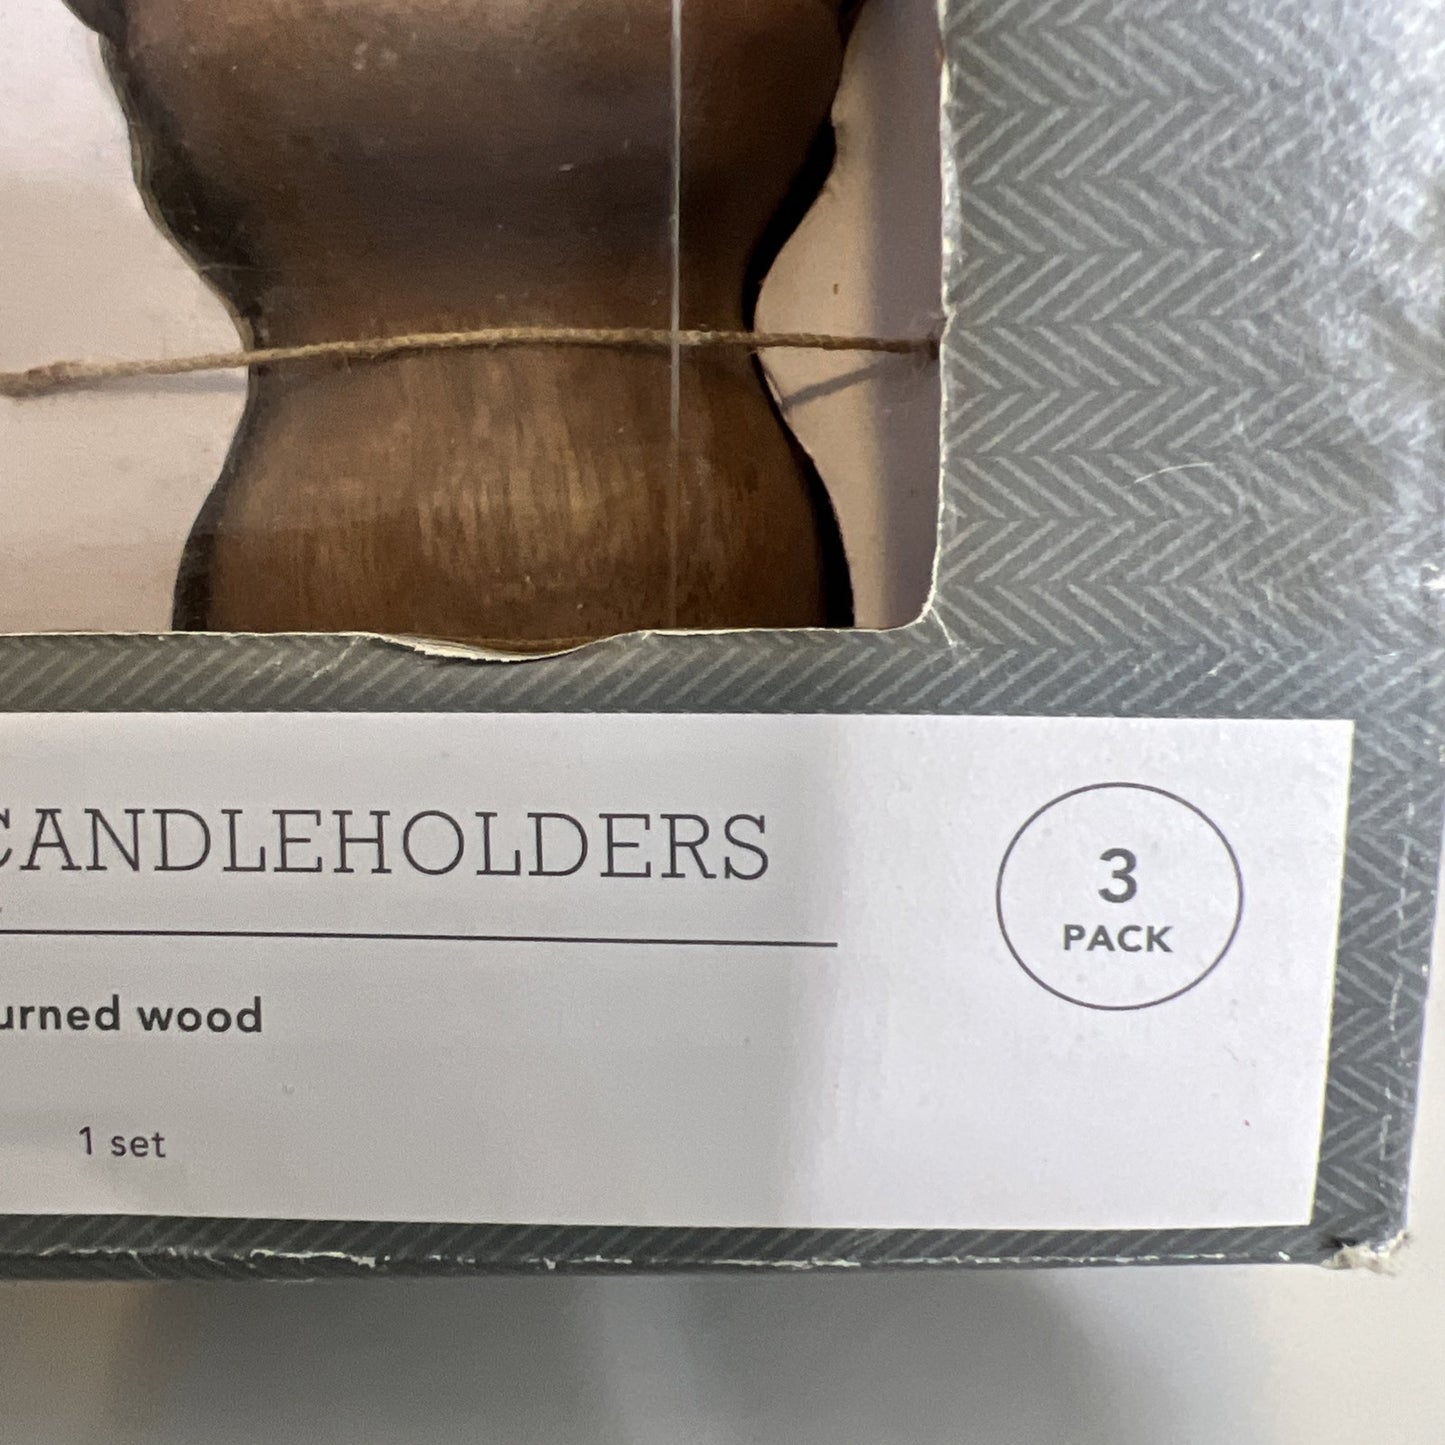 CANDLEHOLDERS
3
PACK
urned wood
1 set